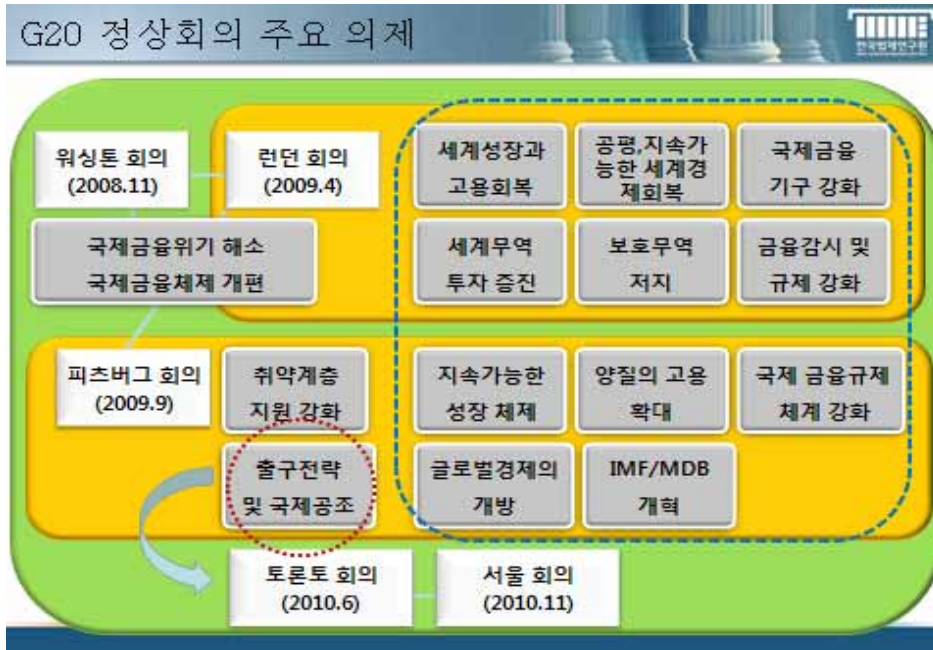 G20 정상회의 주요 의제
한국법제연구원
워싱톤 회의
(2008.11)
런던 회의
(2009.4)
세계성장과
고용회복
공평,지속가
능한 세계경
제회복
국제금융
기구 강화
국제금융위기 해소
국제금융체제 개편
세계무역
투자 증진
보호무역
저지
금융감시 및
규제 강화
피츠버그 회의
(2009.9)
취약계층
지원 강화
지속가능한
성장 체제
양질의 고용
확대
국제 금융규제
체계 강화
출구전략
및 국제공조
글로벌경제의
개방
IMF/MDB
개혁
토론토 회의
(2010.6)
서울 회의
(2010.11)